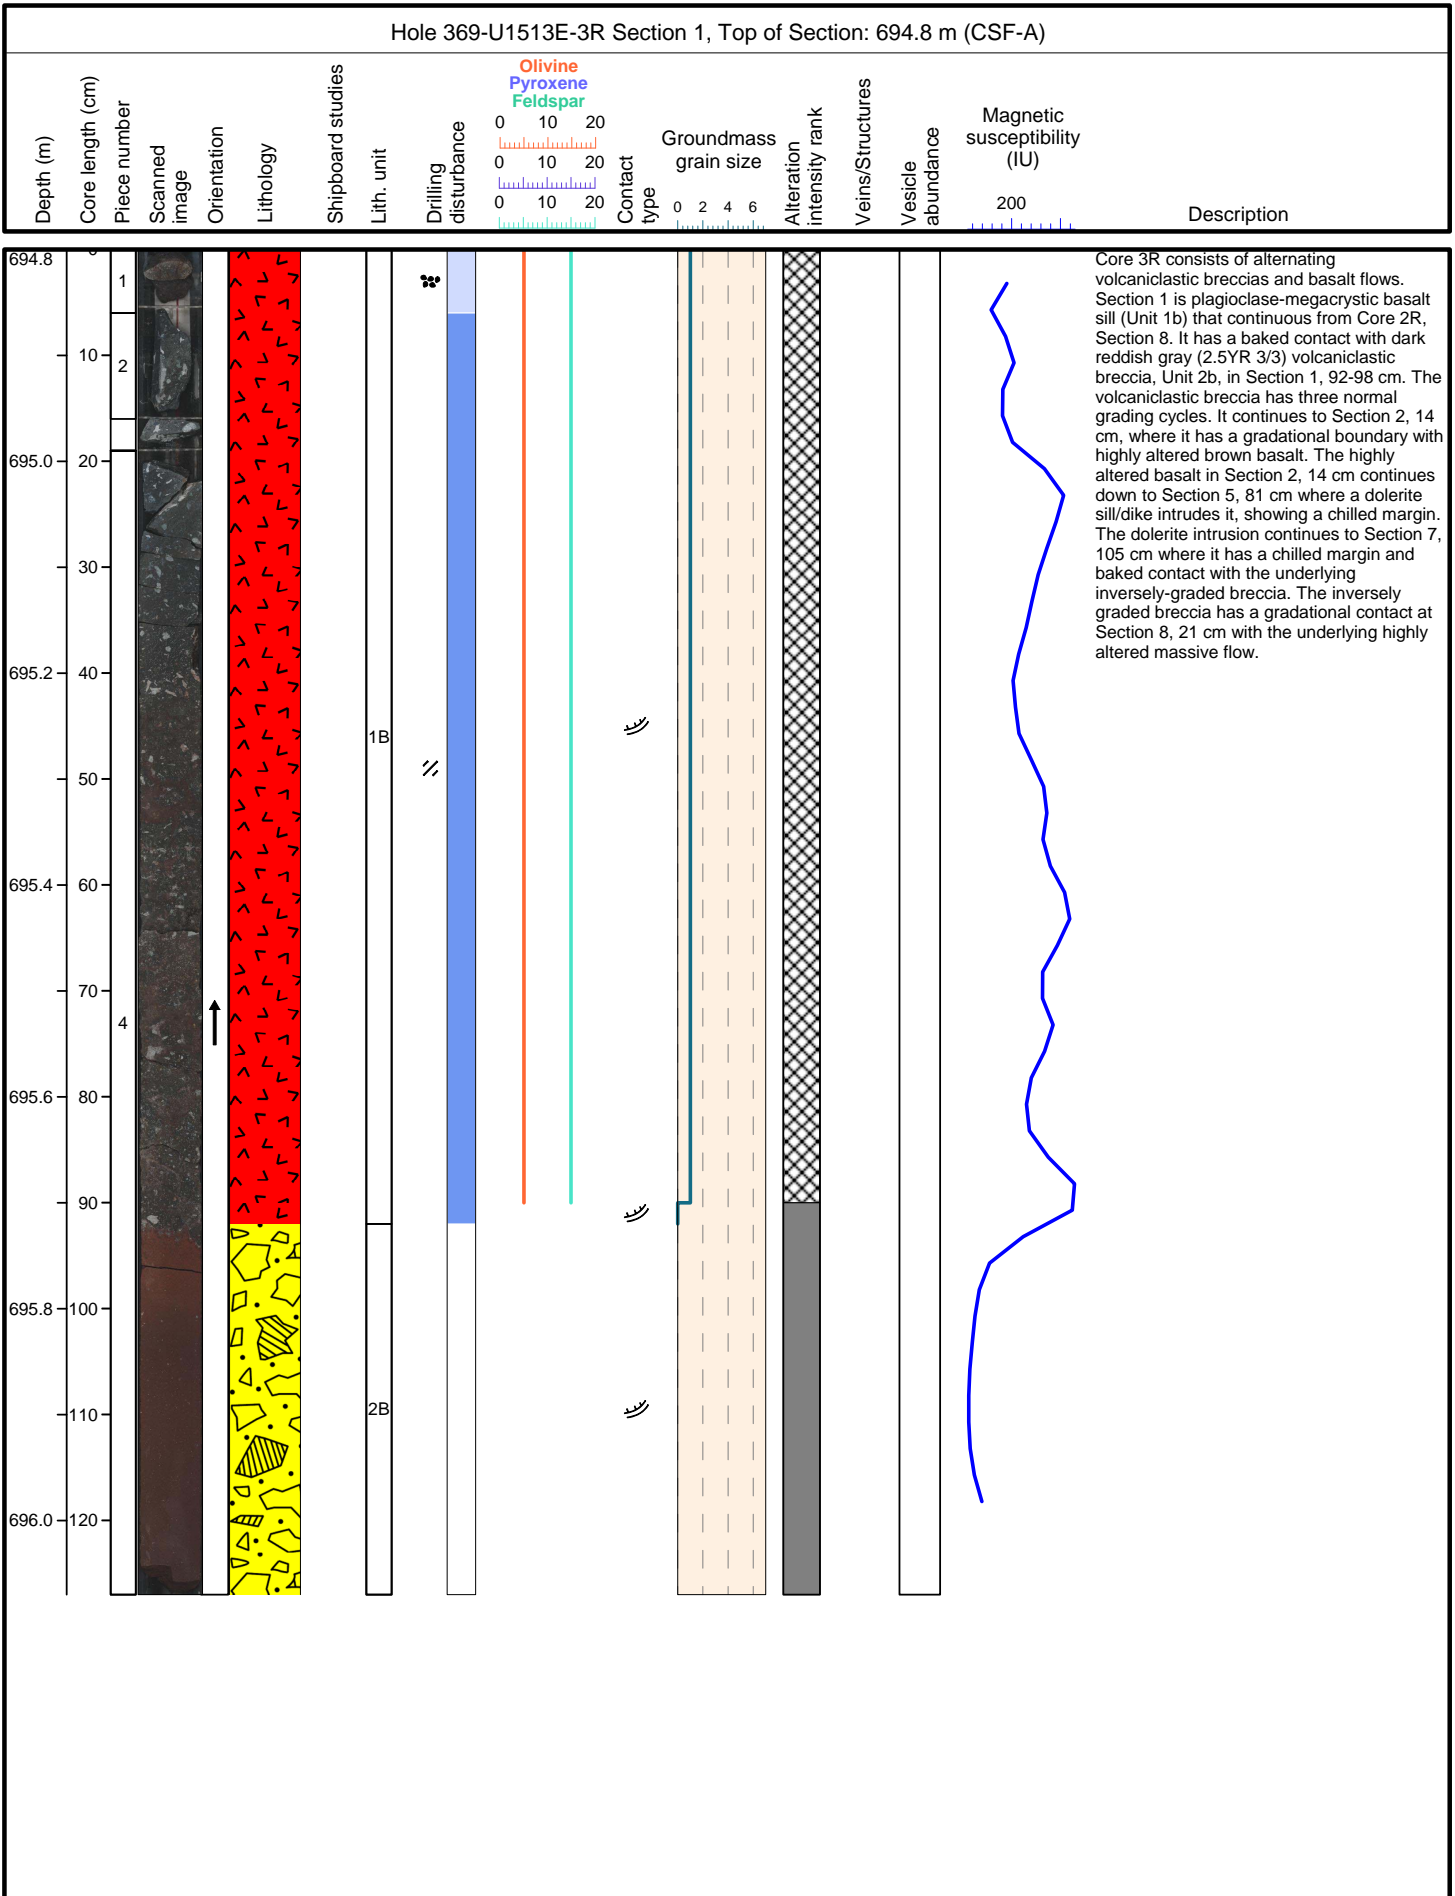 Hole 369-U1513E-3R Section 1, Top of Section: 694.8 m (CSF-A)
Depth (m)
Core length (cm)
Piece number
Scanned
image
Orientation
Lithology
Shipboard studies
Lith. unit
Drilling
disturbance
Olivine
Pyroxene
Feldspar
0 10 20
0 10 20
0 10 20
Contact
type
Groundmass
grain size
0 2 4 6
Alteration
intensity rank
Veins/Structures
Vesicle
abundance
Magnetic
susceptibility
(IU)
200
Description
694.8
695.0
695.2
695.4
695.6
695.8
696.0
10
20
30
40
50
60
70
80
90
100
110
120
1
2
4
1B
2B
Core 3R consists of alternating
volcaniclastic breccias and basalt flows.
Section 1 is plagioclase-megacrystic basalt
sill (Unit 1b) that continuous from Core 2R,
Section 8. It has a baked contact with dark
reddish gray (2.5YR 3/3) volcaniclastic
breccia, Unit 2b, in Section 1, 92-98 cm. The
volcaniclastic breccia has three normal
grading cycles. It continues to Section 2, 14
cm, where it has a gradational boundary with
highly altered brown basalt. The highly
altered basalt in Section 2, 14 cm continues
down to Section 5, 81 cm where a dolerite
sill/dike intrudes it, showing a chilled margin.
The dolerite intrusion continues to Section 7,
105 cm where it has a chilled margin and
baked contact with the underlying
inversely-graded breccia. The inversely
graded breccia has a gradational contact at
Section 8, 21 cm with the underlying highly
altered massive flow.